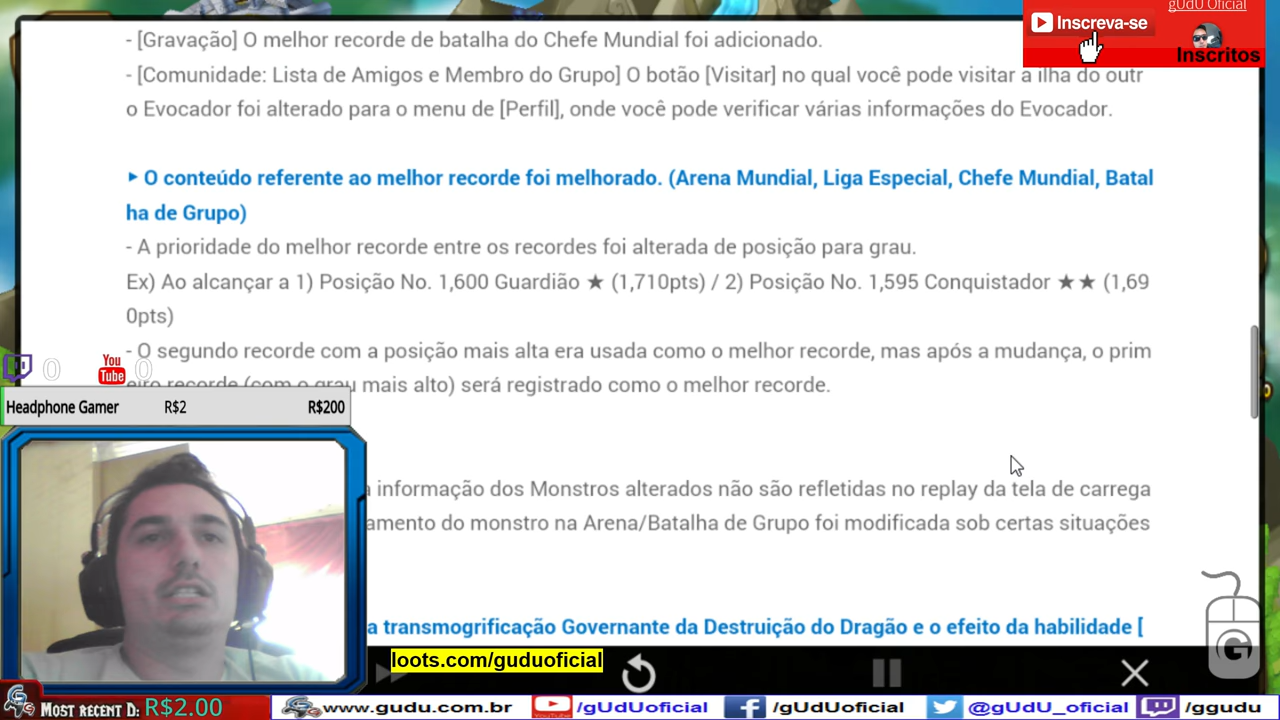 gUdU Oficial
Inscreva-se
Inscritos
- [Gravação] O melhor recorde de batalha do Chefe Mundial foi adicionado.
- [Comunidade: Lista de Amigos e Membro do Grupo] O botão [Visitar] no qual você pode visitar a ilha do outr
o Evocador foi alterado para o menu de [Perfil], onde você pode verificar várias informações do Evocador.
▸ O conteúdo referente ao melhor recorde foi melhorado. (Arena Mundial, Liga Especial, Chefe Mundial, Batal
ha de Grupo)
- A prioridade do melhor recorde entre os recordes foi alterada de posição para grau.
Ex) Ao alcançar a 1) Posição No. 1,600 Guardião ★ (1,710pts) / 2) Posição No. 1,595 Conquistador ★★ (1,69
0pts)
- O segundo recorde com a posição mais alta era usada como o melhor recorde, mas após a mudança, o prim
eiro recorde (com o grau mais alto) será registrado como o melhor recorde.
0
You Tube 0
Headphone Gamer R$2 R$200
a informação dos Monstros alterados não são refletidas no replay da tela de carrega
amento do monstro na Arena/Batalha de Grupo foi modificada sob certas situações
a transmogrificação Governante da Destruição do Dragão e o efeito da habilidade [
loots.com/guduoficial
G
Most recent D: R$2.00
www.gudu.com.br
YouTube /gUdUoficial
/gUdUoficial
@gUdU_oficial
/ggudu